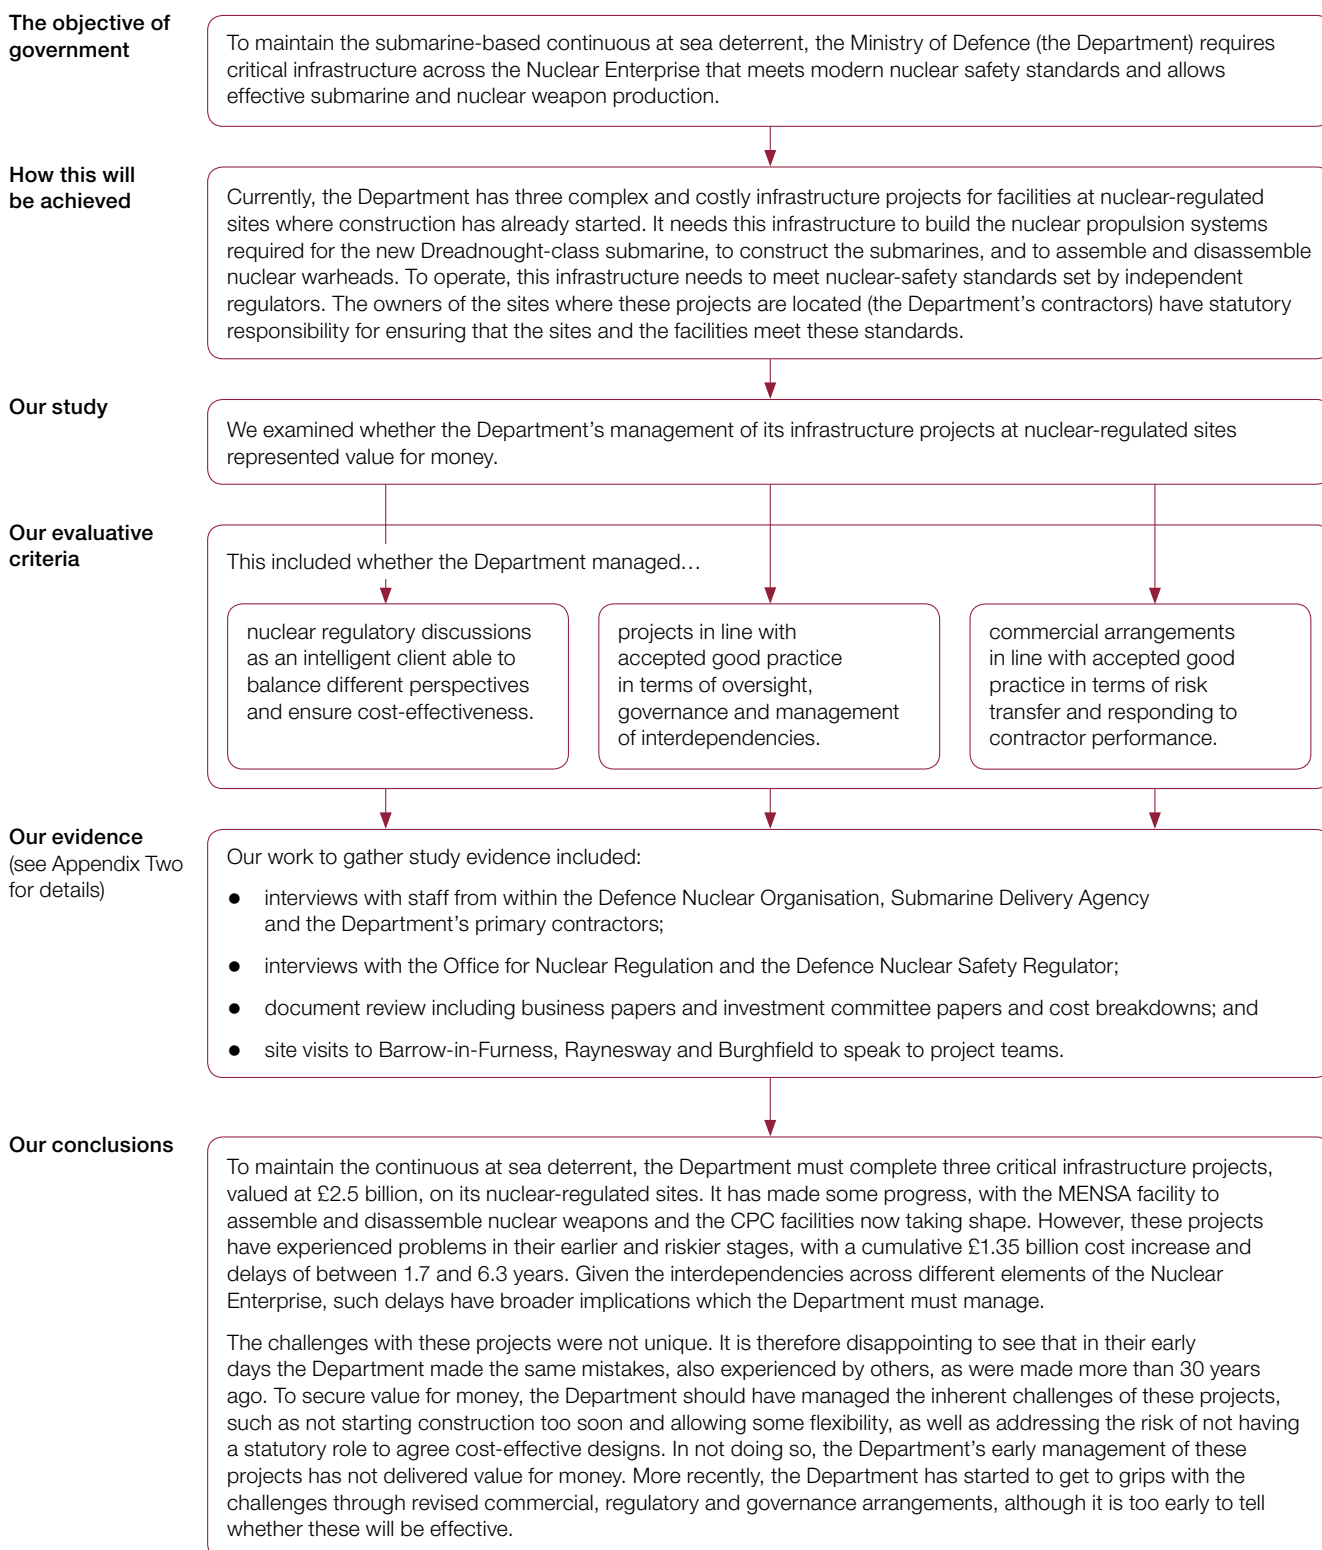 The objective of
government
To maintain the submarine-based continuous at sea deterrent, the Ministry of Defence (the Department) requires
critical infrastructure across the Nuclear Enterprise that meets modern nuclear safety standards and allows
effective submarine and nuclear weapon production.
How this will
be achieved
Currently, the Department has three complex and costly infrastructure projects for facilities at nuclear-regulated
sites where construction has already started. It needs this infrastructure to build the nuclear propulsion systems
required for the new Dreadnought-class submarine, to construct the submarines, and to assemble and disassemble
nuclear warheads. To operate, this infrastructure needs to meet nuclear-safety standards set by independent
regulators. The owners of the sites where these projects are located (the Department's contractors) have statutory
responsibility for ensuring that the sites and the facilities meet these standards.
Our study
We examined whether the Department's management of its infrastructure projects at nuclear-regulated sites
represented value for money.
Our evaluative
criteria
This included whether the Department managed…
nuclear regulatory discussions
as an intelligent client able to
balance different perspectives
and ensure cost-effectiveness.
projects in line with
accepted good practice
in terms of oversight,
governance and management
of interdependencies.
commercial arrangements
in line with accepted good
practice in terms of risk
transfer and responding to
contractor performance.
Our evidence
(see Appendix Two
for details)
Our work to gather study evidence included:
● interviews with staff from within the Defence Nuclear Organisation, Submarine Delivery Agency
and the Department's primary contractors;
● interviews with the Office for Nuclear Regulation and the Defence Nuclear Safety Regulator;
● document review including business papers and investment committee papers and cost breakdowns; and
● site visits to Barrow-in-Furness, Raynesway and Burghfield to speak to project teams.
Our conclusions
To maintain the continuous at sea deterrent, the Department must complete three critical infrastructure projects,
valued at £2.5 billion, on its nuclear-regulated sites. It has made some progress, with the MENSA facility to
assemble and disassemble nuclear weapons and the CPC facilities now taking shape. However, these projects
have experienced problems in their earlier and riskier stages, with a cumulative £1.35 billion cost increase and
delays of between 1.7 and 6.3 years. Given the interdependencies across different elements of the Nuclear
Enterprise, such delays have broader implications which the Department must manage.
The challenges with these projects were not unique. It is therefore disappointing to see that in their early
days the Department made the same mistakes, also experienced by others, as were made more than 30 years
ago. To secure value for money, the Department should have managed the inherent challenges of these projects,
such as not starting construction too soon and allowing some flexibility, as well as addressing the risk of not having
a statutory role to agree cost-effective designs. In not doing so, the Department's early management of these
projects has not delivered value for money. More recently, the Department has started to get to grips with the
challenges through revised commercial, regulatory and governance arrangements, although it is too early to tell
whether these will be effective.